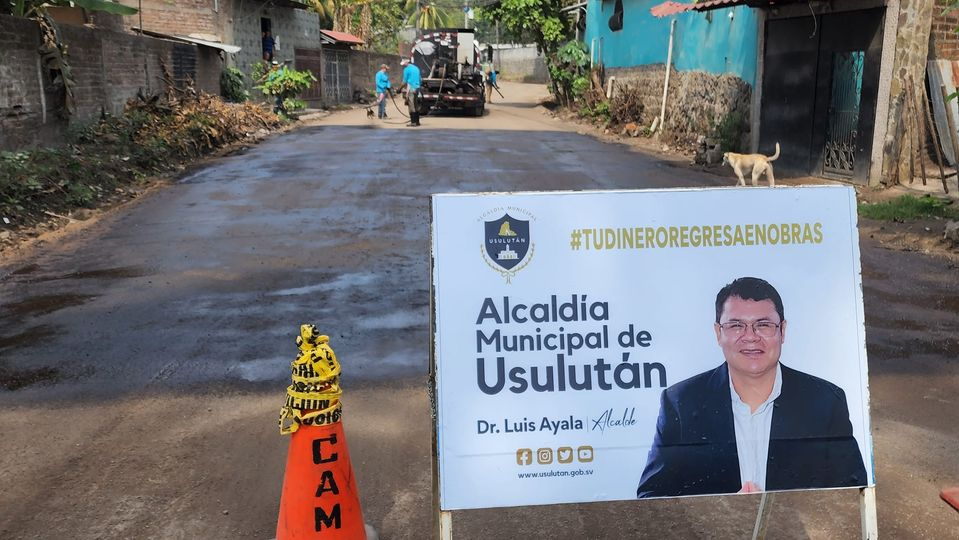 ALCALDÍA MUNICIPAL
USULUTÁN
#TUDINEROREGRESAENOBRAS
Alcaldía
Municipal de
Usulután
Dr. Luis Ayala | Alcalde
www.usulutan.gob.sv
CAM